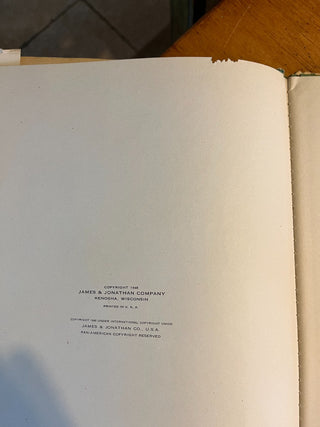 COPYRIGHT 1948
JAMES & JONATHAN COMPANY
KENOSHA, WISCONSIN
PRINTED IN U. S. A.
COPYRIGHT UNDER INTERNATIONAL COPYRIGHT UNION
JAMES & JONATHAN CO., U.S.A.
PAN AMERICAN COPYRIGHT RESERVED